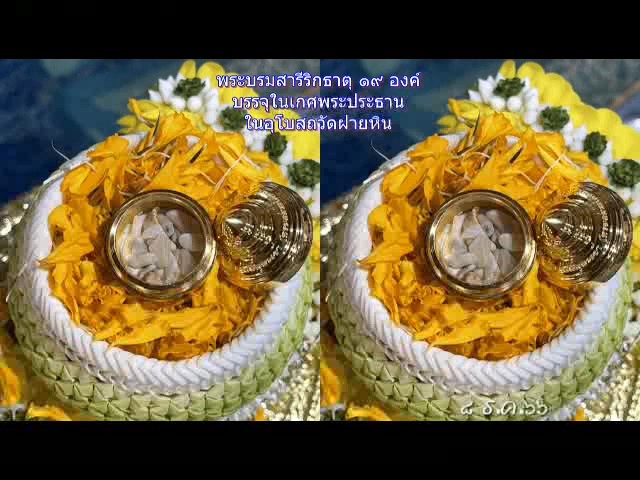 พระบรมสารีริกธาตุ ๑๙ องค์
บรรจุในเกศพระประธาน
ในอุโบสถวัดฝายหิน
๘ ธ.ค.๖๖